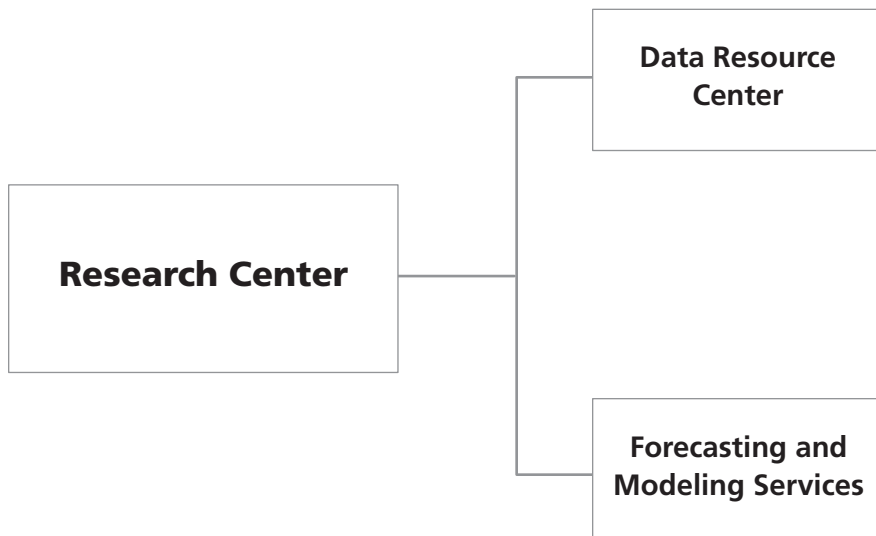 Data Resource
Center
Research Center
Forecasting and
Modeling Services